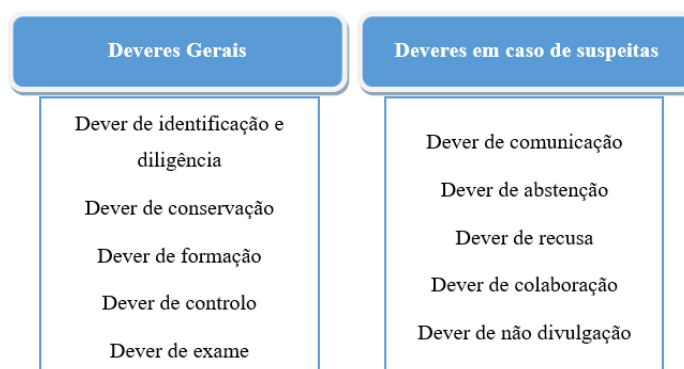 Deveres Gerais
Dever de identificação e
diligência
Dever de conservação
Dever de formação
Dever de controlo
Dever de exame
Deveres em caso de suspeitas
Dever de comunicação
Dever de abstenção
Dever de recusa
Dever de colaboração
Dever de não divulgação